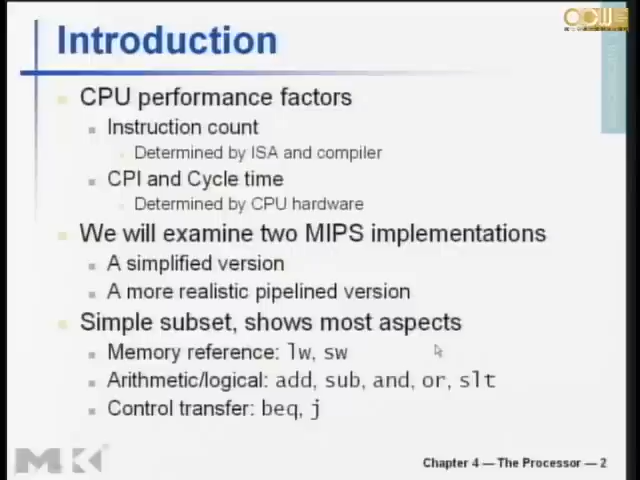 Introduction
CPU performance factors
Instruction count
Determined by ISA and compiler
CPI and Cycle time
Determined by CPU hardware
We will examine two MIPS implementations
A simplified version
A more realistic pipelined version
Simple subset, shows most aspects
Memory reference: lw, sw
Arithmetic/logical: add, sub, and, or, slt
Control transfer: beq, j
Chapter 4 — The Processor — 2